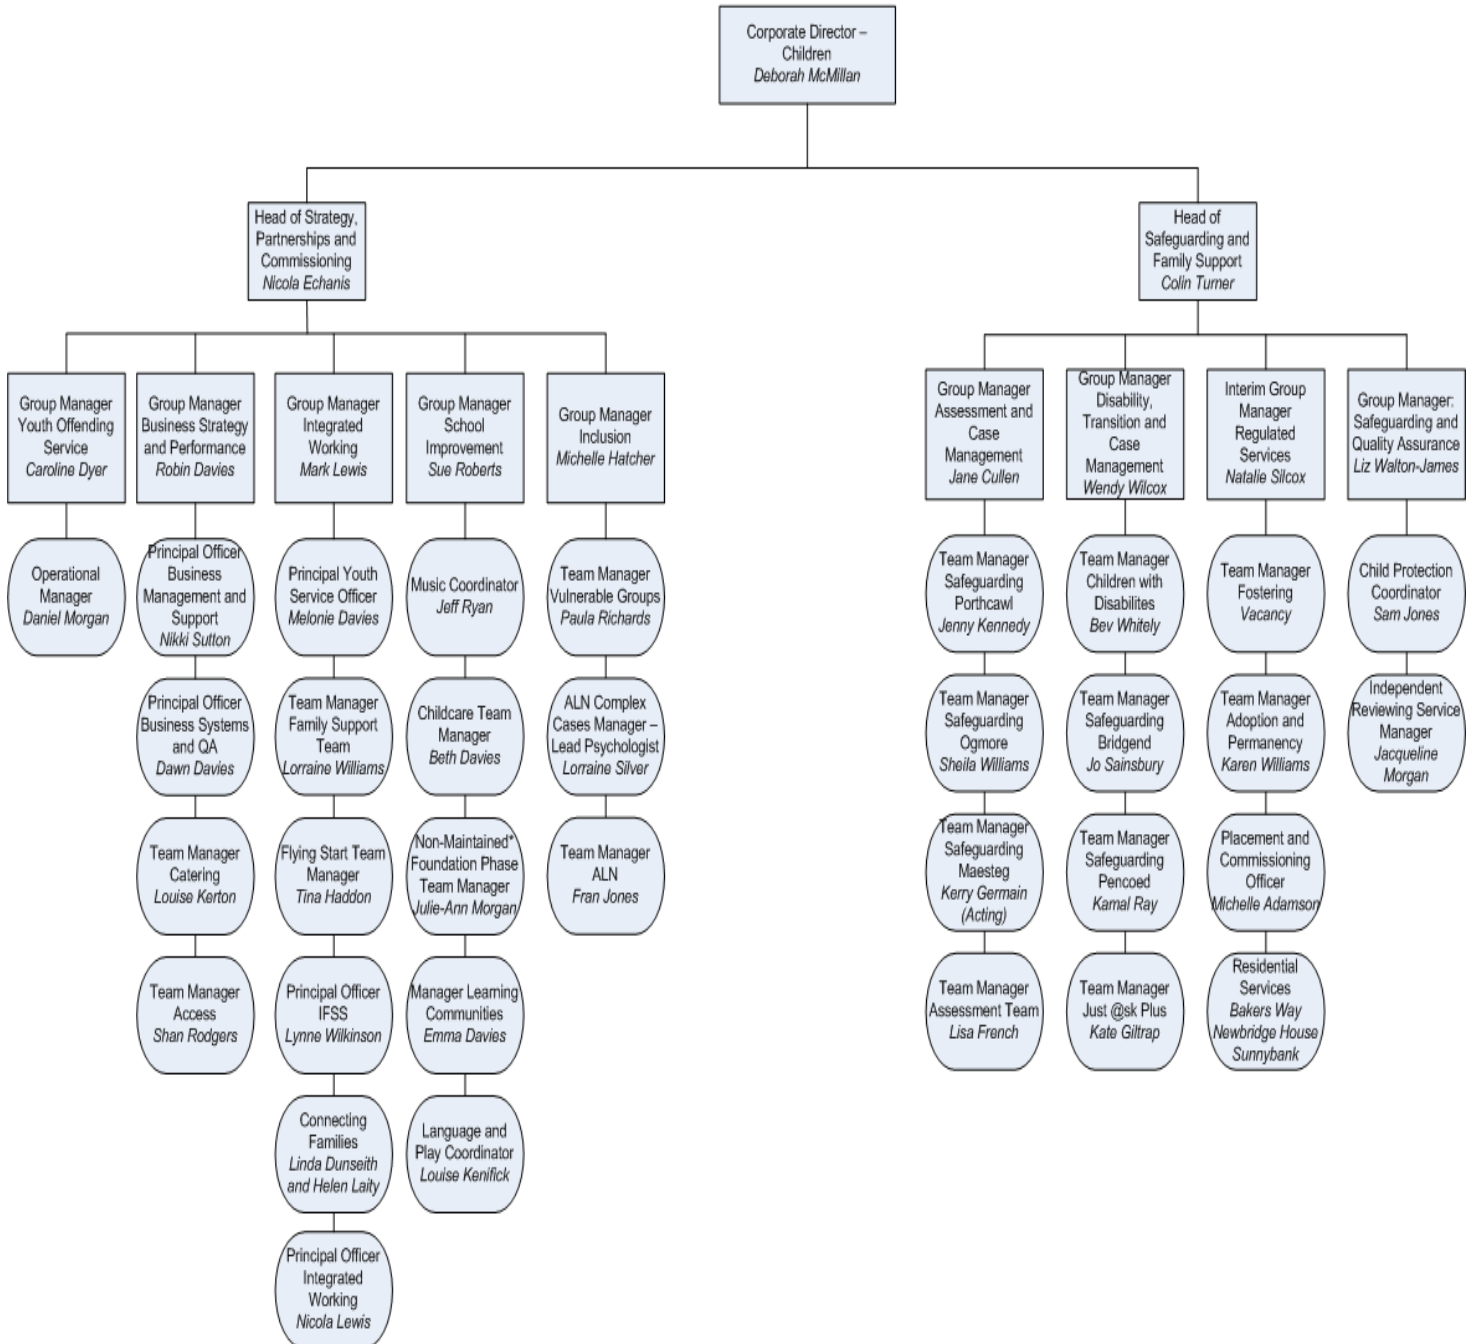 Corporate Director –
Children
Deborah McMillan
Head of Strategy,
Partnerships and
Commissioning
Nicola Echanis
Head of
Safeguarding and
Family Support
Colin Turner
Group Manager
Youth Offending
Service
Caroline Dyer
Group Manager
Business Strategy
and Performance
Robin Davies
Group Manager
Integrated
Working
Mark Lewis
Group Manager
School
Improvement
Sue Roberts
Group Manager
Inclusion
Michelle Hatcher
Group Manager
Assessment and
Case
Management
Jane Cullen
Group Manager
Disability,
Transition and
Case
Management
Wendy Wilcox
Interim Group
Manager
Regulated
Services
Natalie Silcox
Group Manager:
Safeguarding and
Quality Assurance
Liz Walton-James
Operational
Manager
Daniel Morgan
Principal Officer
Business
Management and
Support
Nikki Sutton
Principal Youth
Service Officer
Melonie Davies
Music Coordinator
Jeff Ryan
Team Manager
Vulnerable Groups
Paula Richards
Team Manager
Safeguarding
Porthcawl
Jenny Kennedy
Team Manager
Children with
Disabilites
Bev Whitely
Team Manager
Fostering
Vacancy
Child Protection
Coordinator
Sam Jones
Principal Officer
Business Systems
and QA
Dawn Davies
Team Manager
Family Support
Team
Lorraine Williams
Childcare Team
Manager
Beth Davies
ALN Complex
Cases Manager –
Lead Psychologist
Lorraine Silver
Team Manager
Safeguarding
Ogmore
Sheila Williams
Team Manager
Safeguarding
Bridgend
Jo Sainsbury
Team Manager
Adoption and
Permanency
Karen Williams
Independent
Reviewing Service
Manager
Jacqueline
Morgan
Team Manager
Catering
Louise Kerton
Flying Start Team
Manager
Tina Haddon
Non-Maintained*
Foundation Phase
Team Manager
Julie-Ann Morgan
Team Manager
ALN
Fran Jones
Team Manager
Safeguarding
Maesteg
Kerry Germain
(Acting)
Team Manager
Safeguarding
Pencoed
Kamal Ray
Placement and
Commissioning
Officer
Michelle Adamson
Team Manager
Access
Shan Rodgers
Principal Officer
IFSS
Lynne Wilkinson
Manager Learning
Communities
Emma Davies
Team Manager
Assessment Team
Lisa French
Team Manager
Just @sk Plus
Kate Giltrap
Residential
Services
Bakers Way
Newbridge House
Sunnybank
Connecting
Families
Linda Dunseith
and Helen Laity
Language and
Play Coordinator
Louise Kenifick
Principal Officer
Integrated
Working
Nicola Lewis